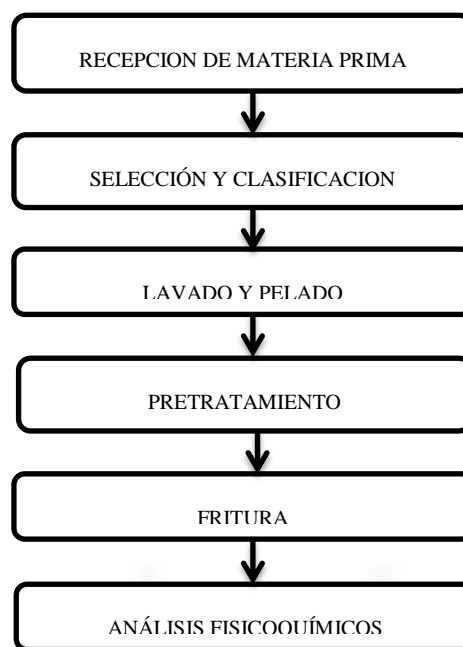 RECEPCION DE MATERIA PRIMA
SELECCIÓN Y CLASIFICACION
LAVADO Y PELADO
PRETRATAMIENTO
FRITURA
ANÁLISIS FISICOQUÍMICOS